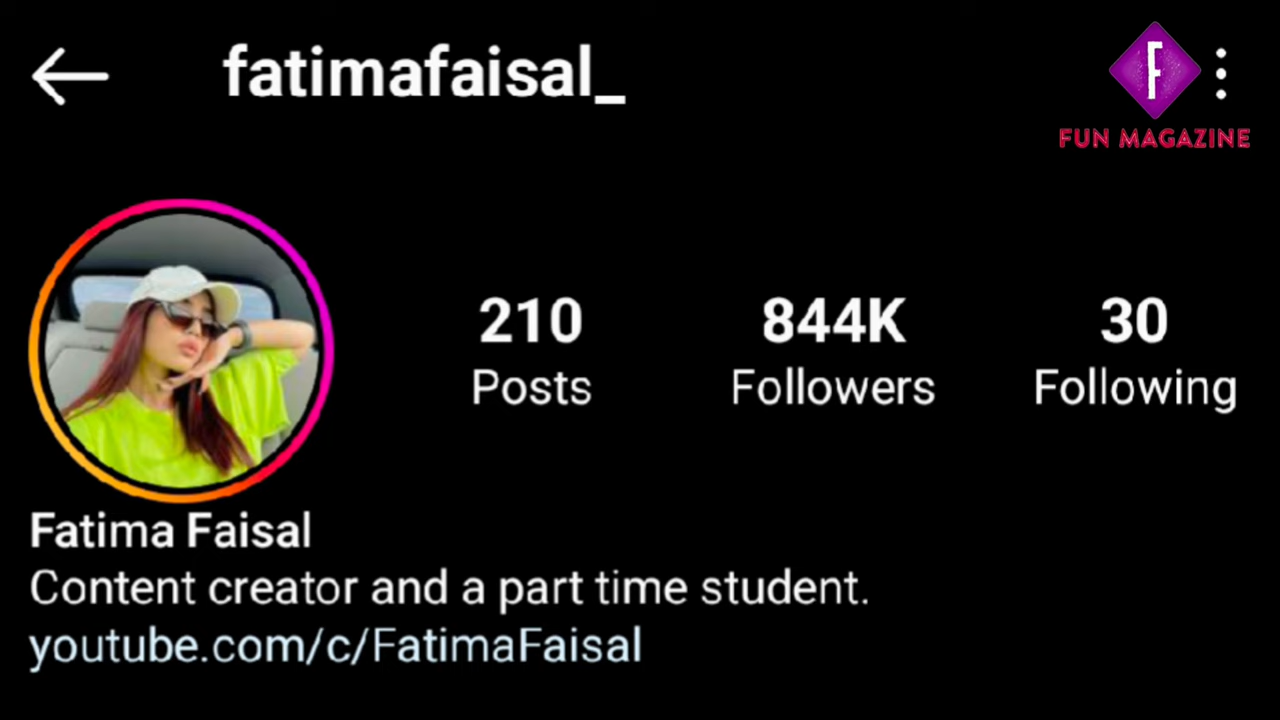 fatimafaisal_
F
FUN MAGAZINE
210
Posts
844K
Followers
30
Following
Fatima Faisal
Content creator and a part time student.
youtube.com/c/FatimaFaisal